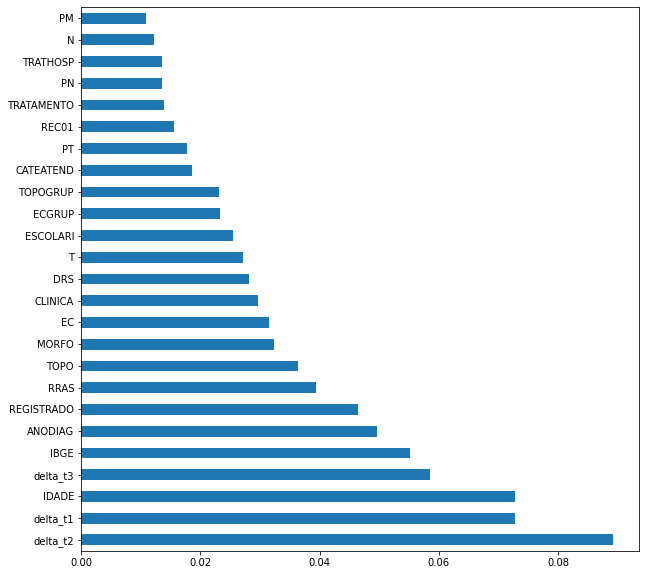 PM
N
TRATHOSP
PN
TRATAMENTO
REC01
PT
CATEATEND
TOPOGRUP
ECGRUP
ESCOLARI
T
DRS
CLINICA
EC
MORFO
TOPO
RRAS
REGISTRADO
ANODIAG
IBGE
delta_t3
IDADE
delta_t1
delta_t2
0.00 0.02 0.04 0.06 0.08